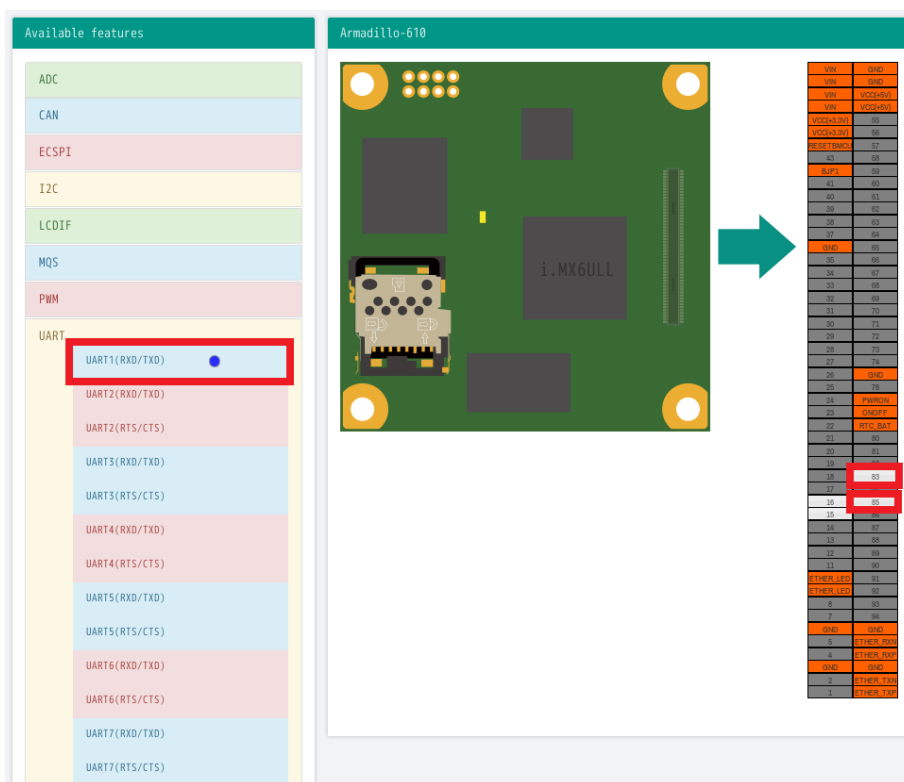 Available features
ADC
CAN
ECSPI
I2C
LCDIF
MQS
PWM
UART
UART1(RXD/TXD)
UART2(RXD/TXD)
UART2(RTS/CTS)
UART3(RXD/TXD)
UART3(RTS/CTS)
UART4(RXD/TXD)
UART4(RTS/CTS)
UART5(RXD/TXD)
UART5(RTS/CTS)
UART6(RXD/TXD)
UART6(RTS/CTS)
UART7(RXD/TXD)
UART7(RTS/CTS)
Armadillo-610
i.MX6ULL
VIN GND
VIN GND
VIN VCC(+5V)
VIN VCC(+5V)
VCC(+3.3V) 55
VCC(+3.3V) 56
RESETBMCU 57
43 58
BJP1 59
41 60
40 61
39 62
38 63
37 64
GND 65
35 66
34 67
33 68
32 69
31 70
30 71
29 72
28 73
27 74
26 GND
25 76
24 PWRON
23 ONOFF
22 RTC_BAT
21 80
20 81
19
18 83
17
16 85
15
14 87
13 88
12 89
11 90
ETHER_LED 91
ETHER_LED 92
8 93
7 94
GND GND
5 ETHER_RXN
4 ETHER_RXP
GND GND
2 ETHER_TXN
1 ETHER_TXP